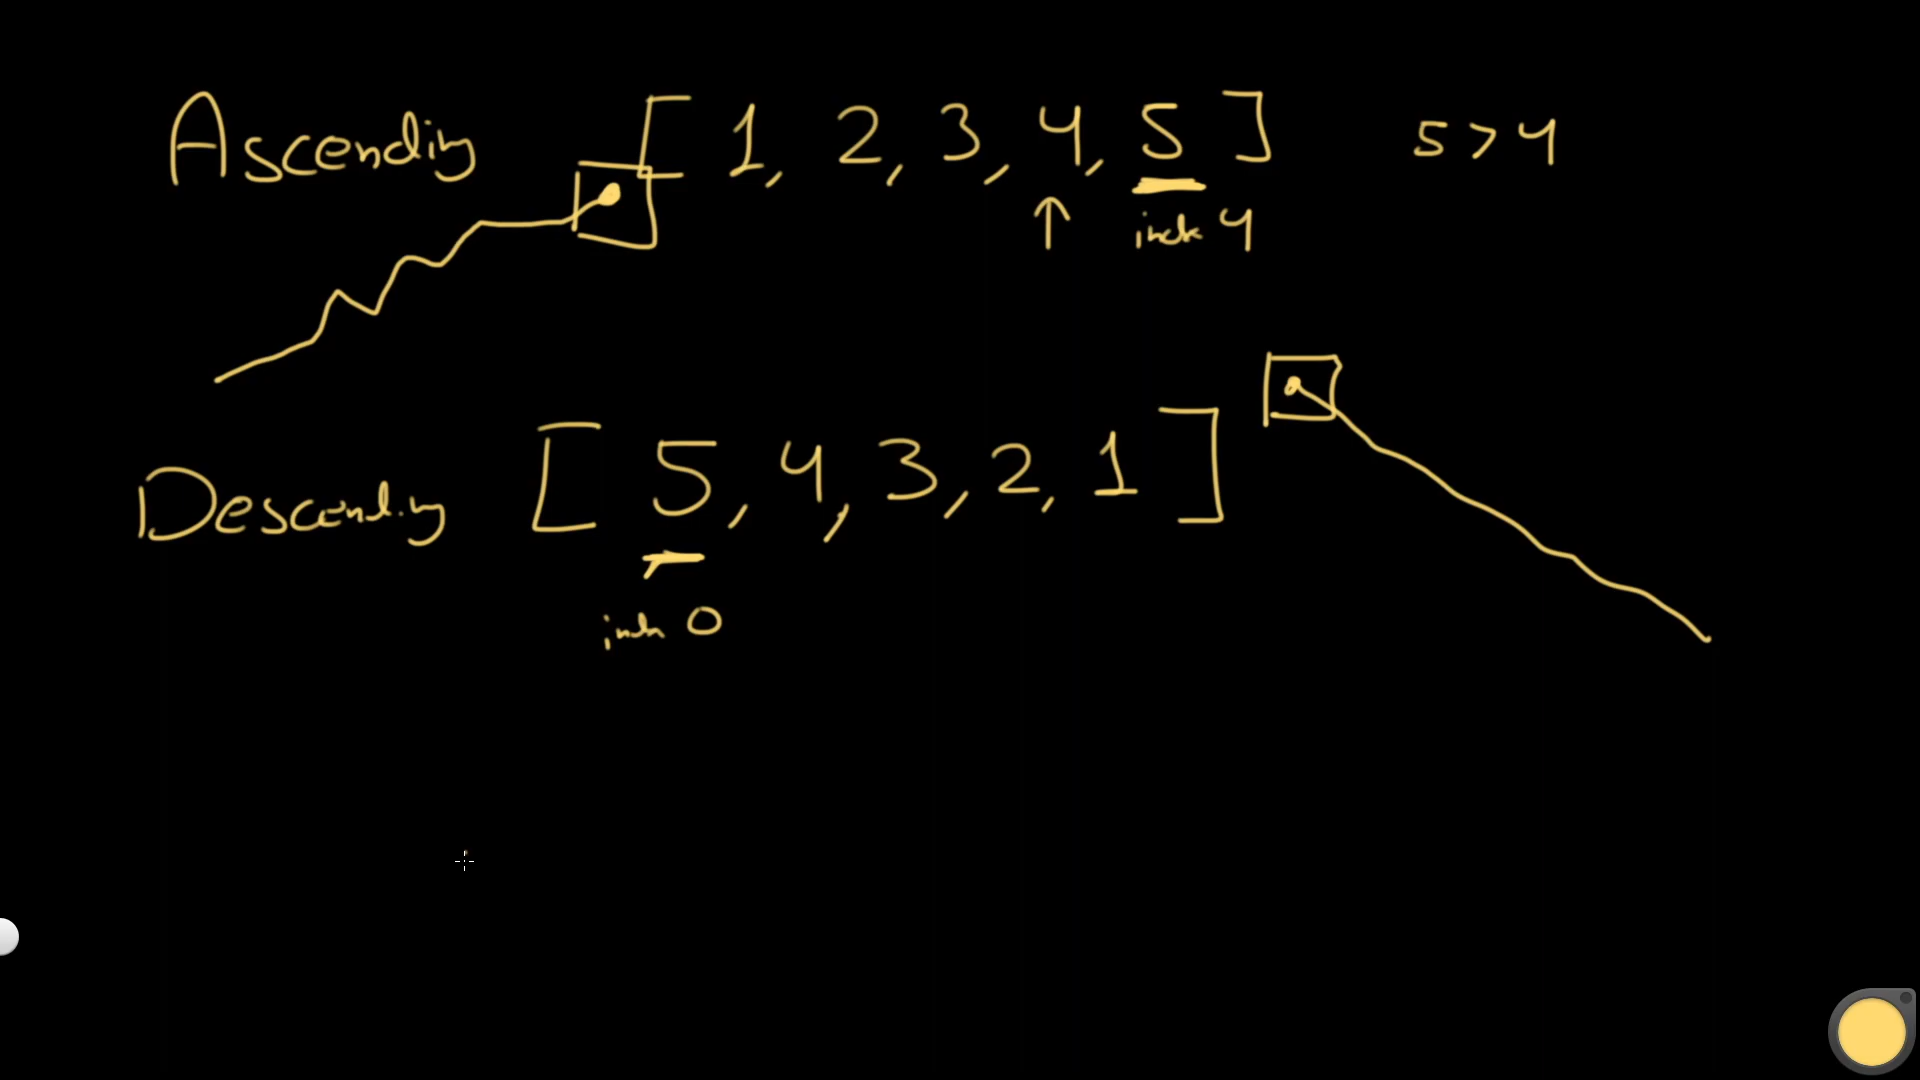 Ascending [ 1, 2, 3, 4, 5 ] 5 > 4
index 4
Descending [ 5, 4, 3, 2, 1 ]
index 0